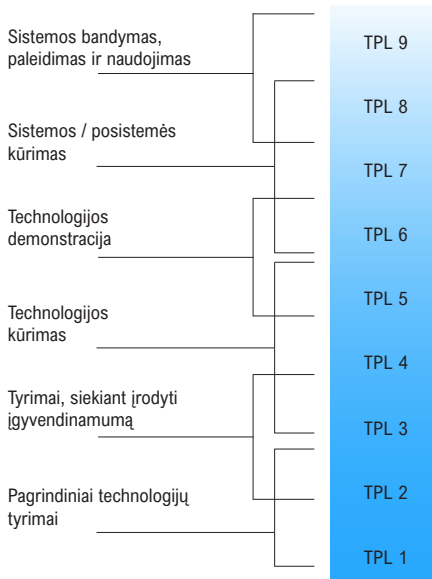 Sistemos bandymas,
paleidimas ir naudojimas
Sistemos / posistemės
kūrimas
Technologijos
demonstracija
Technologijos
kūrimas
Tyrimai, siekiant įrodyti
įgyvendinamumą
Pagrindiniai technologijų
tyrimai
TPL 9
TPL 8
TPL 7
TPL 6
TPL 5
TPL 4
TPL 3
TPL 2
TPL 1